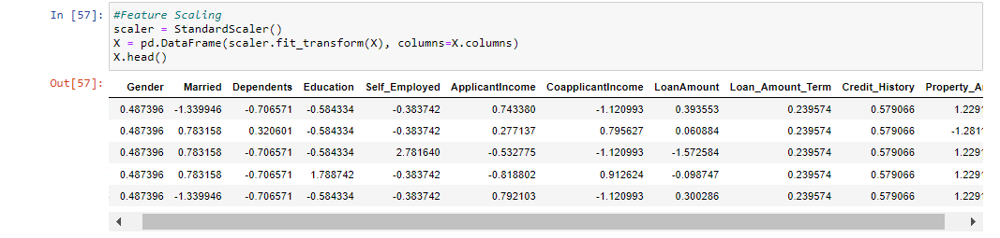 In [57]: #Feature Scaling
scaler = StandardScaler()
X = pd.DataFrame(scaler.fit_transform(X), columns=X.columns)
X.head()
Out[57]: Gender Married Dependents Education Self_Employed ApplicantIncome CoapplicantIncome LoanAmount Loan_Amount_Term Credit_History Property_A
0.487396 -1.339946 -0.706571 -0.584334 -0.383742 0.743380 -1.120993 0.393553 0.239574 0.579066 1.229
0.487396 0.783158 0.320601 -0.584334 -0.383742 0.277137 0.795627 0.060884 0.239574 0.579066 -1.281
0.487396 0.783158 -0.706571 -0.584334 2.781640 -0.532775 -1.120993 -1.572584 0.239574 0.579066 1.229
0.487396 0.783158 -0.706571 1.788742 -0.383742 -0.818802 0.912624 -0.098747 0.239574 0.579066 1.229
0.487396 -1.339946 -0.706571 -0.584334 -0.383742 0.792103 -1.120993 0.300286 0.239574 0.579066 1.229